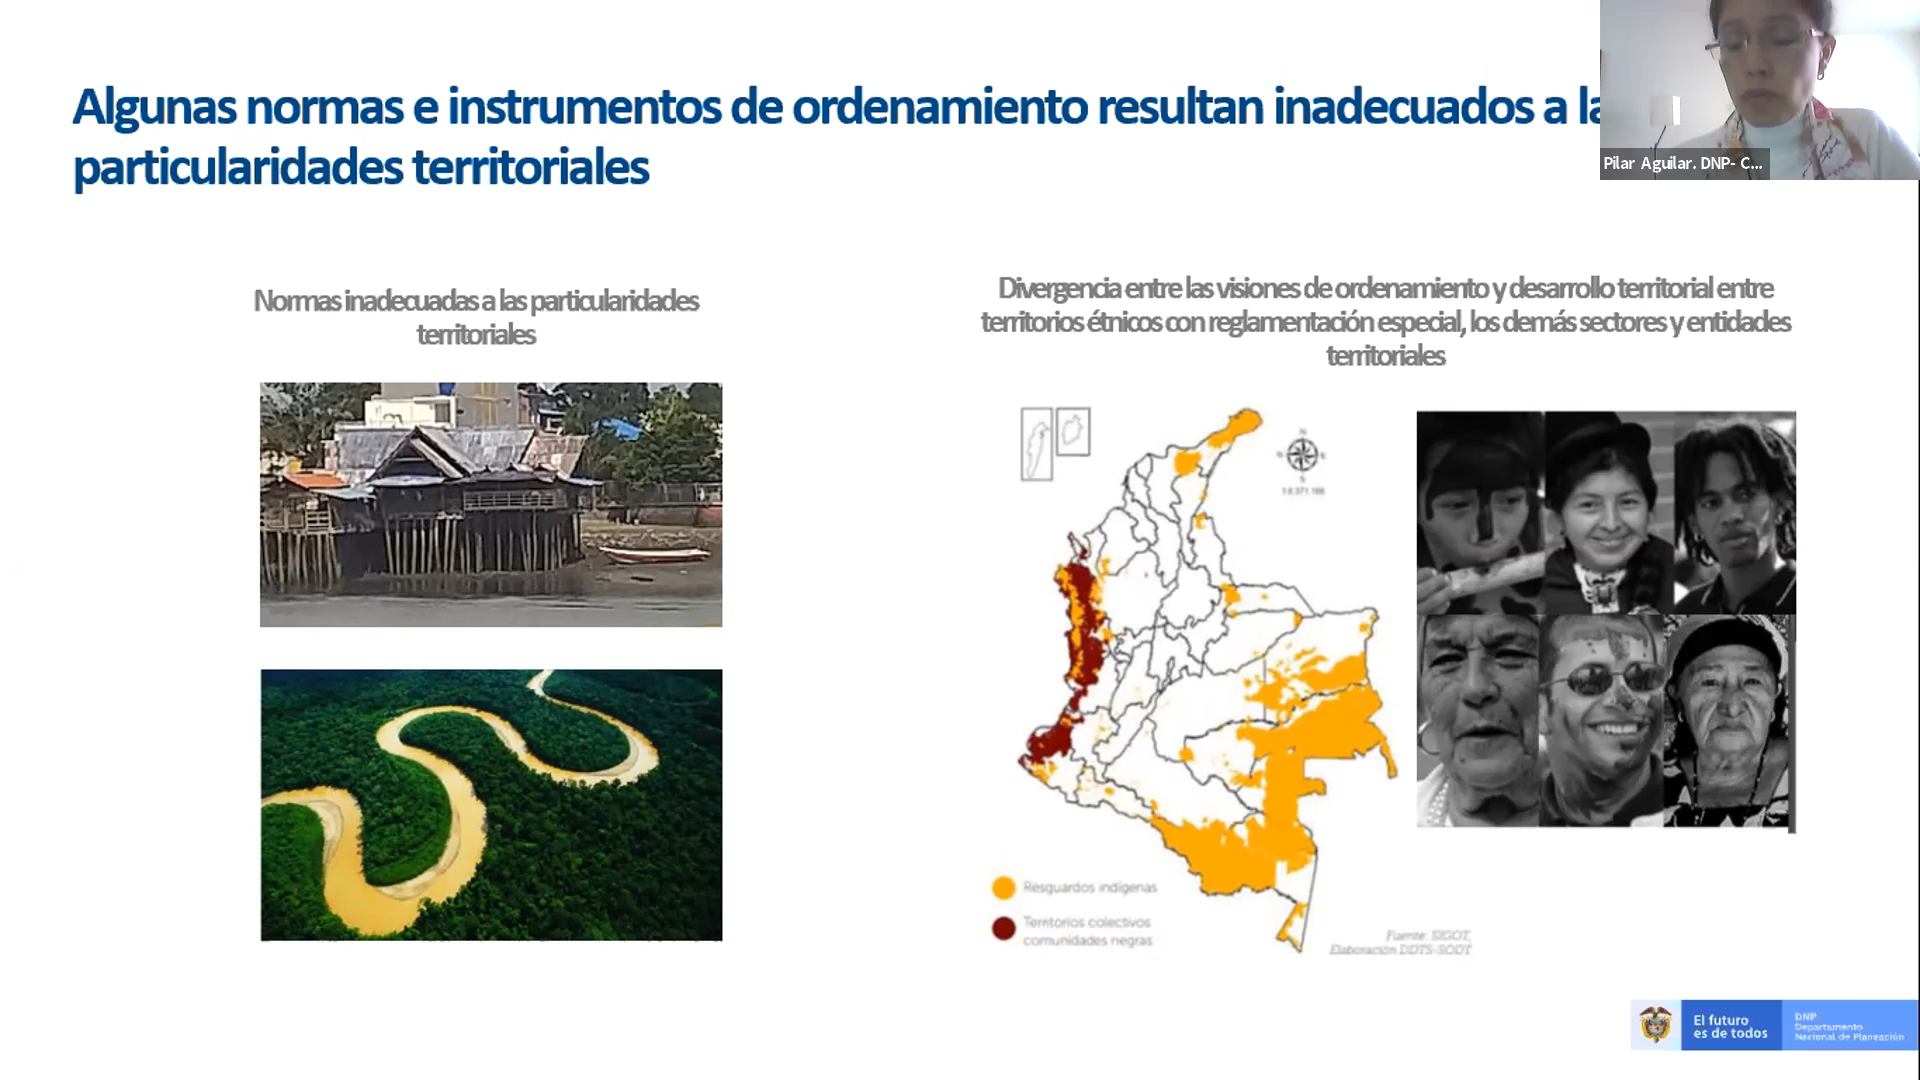 Algunas normas e instrumentos de ordenamiento resultan inadecuados a la
particularidades territoriales
Pilar Aguilar. DNP- C...
Normas inadecuadas a las particularidades
territoriales
Divergencia entre las visiones de ordenamiento y desarrollo territorial entre
territorios étnicos con reglamentación especial, los demás sectores y entidades
territoriales
N
S
Resguardos indígenas
Territorios colectivos
comunidades negras
Fuente: SIGOT,
Elaboración DDTS-SODT
El futuro
es de todos
DNP
Departamento
Nacional de Planeación